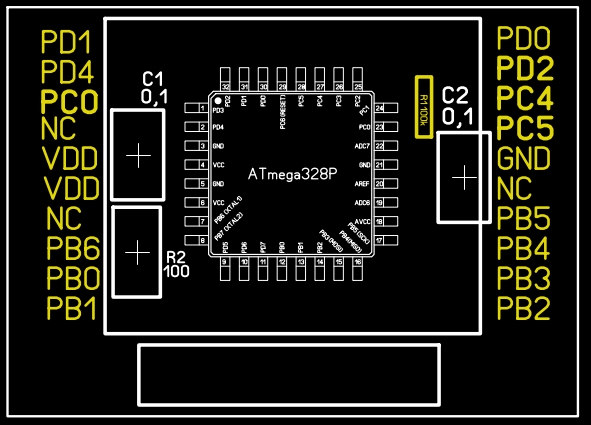 PD1
PD4
PC0
NC
VDD
VDD
NC
PB6
PB0
PB1
C1
0,1
R2
100
32 31 30 29 28 27 26 25
PD2 PD1 PD0 PC6(RESET) PC5 PC4 PC3 PC2
1 PD3
2 PD4
3 GND
4 VCC
5 GND
6 VCC
7 PB6 (XTAL1)
8 PB7 (XTAL2)
ATmega328P
PC1 24
PC0 23
ADC7 22
GND 21
AREF 20
ADC6 19
AVCC 18
PB5(SCK) 17
PD5 PD6 PD7 PB0 PB1 PB2 PB3(MOSI) PB4(MISO)
9 10 11 12 13 14 15 16
R1 100k
C2
0,1
PD0
PD2
PC4
PC5
GND
NC
PB5
PB4
PB3
PB2